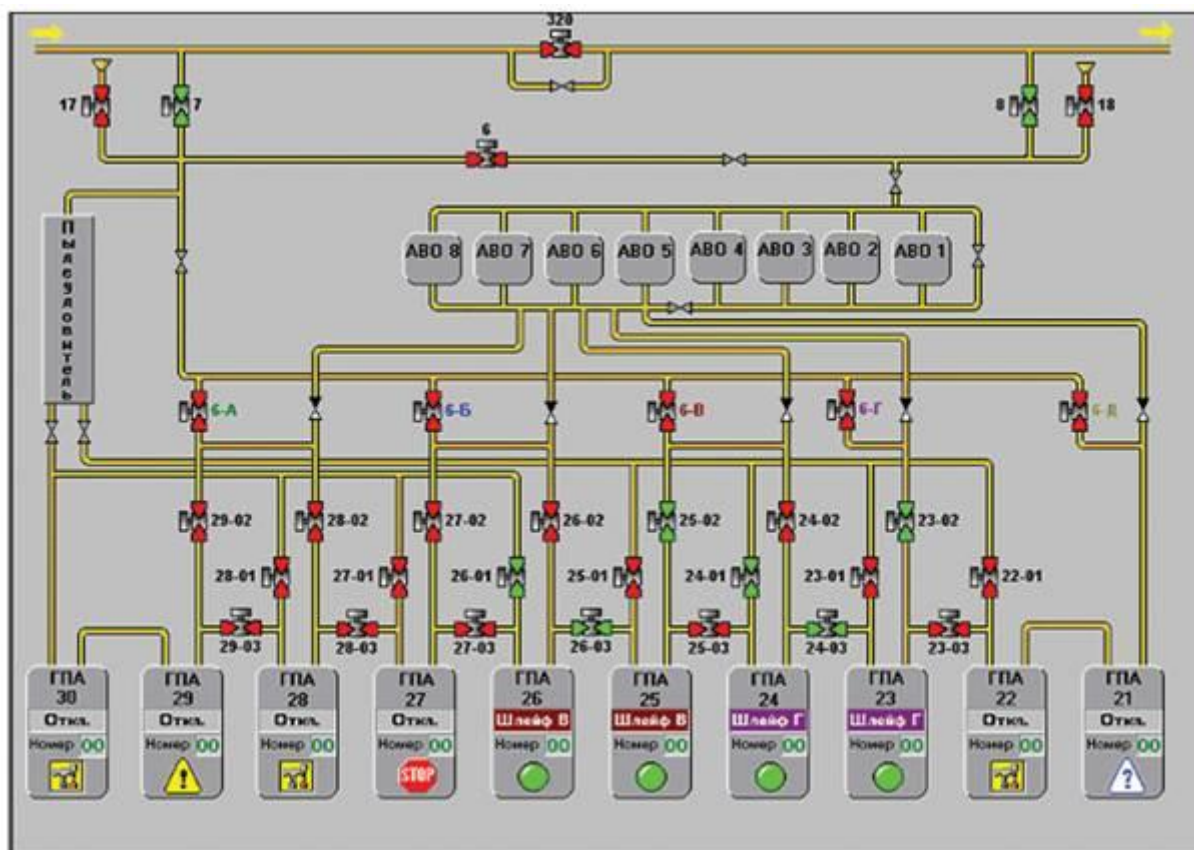 320
17
7
8
18
6
Пылеуловитель
АВО 8
АВО 7
АВО 6
АВО 5
АВО 4
АВО 3
АВО 2
АВО 1
6-А
6-Б
6-В
6-Г
6-Д
29-02
28-02
27-02
26-02
25-02
24-02
23-02
28-01
27-01
26-01
25-01
24-01
23-01
22-01
29-03
28-03
27-03
26-03
25-03
24-03
23-03
ГПА
30
Откл.
Номер 00
ГПА
29
Откл.
Номер 00
ГПА
28
Откл.
Номер 00
ГПА
27
Откл.
Номер 00
STOP
ГПА
26
Шлейф В
Номер 00
ГПА
25
Шлейф В
Номер 00
ГПА
24
Шлейф Г
Номер 00
ГПА
23
Шлейф Г
Номер 00
ГПА
22
Откл.
Номер 00
ГПА
21
Откл.
Номер 00